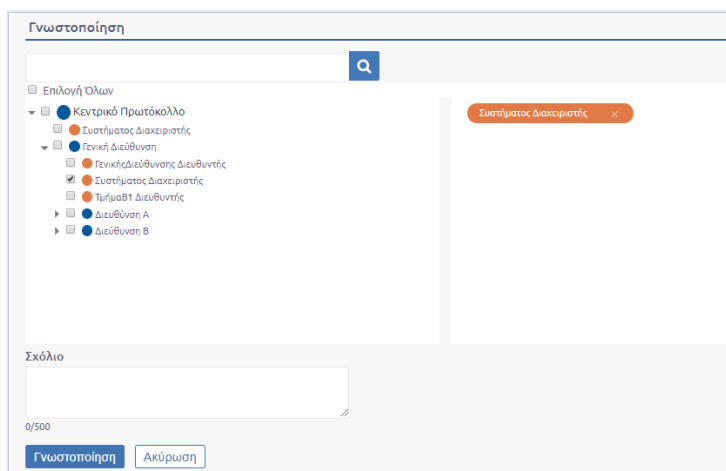 Γνωστοποίηση
Επιλογή Όλων
Κεντρικό Πρωτόκολλο
Συστήματος Διαχειριστής
Συστήματος Διαχειριστής
Γενική Διεύθυνση
ΓενικήςΔιεύθυνσης Διευθυντής
Συστήματος Διαχειριστής
ΤμήμαΒ1 Διευθυντής
Διευθύνση Α
Διεύθυνση Β
Σχόλιο
0/500
Γνωστοποίηση Ακύρωση